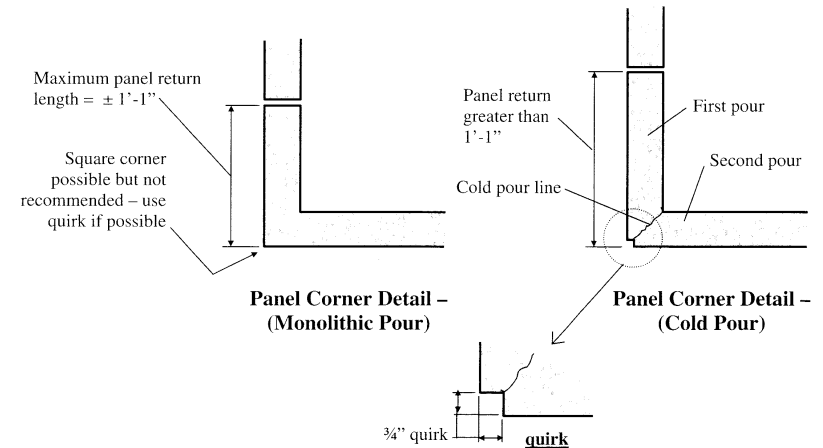 Maximum panel return
length = ± 1’-1”
Square corner
possible but not
recommended – use
quirk if possible
Panel Corner Detail –
(Monolithic Pour)
Panel return
greater than
1’-1”
First pour
Second pour
Cold pour line
Panel Corner Detail –
(Cold Pour)
¾” quirk
quirk